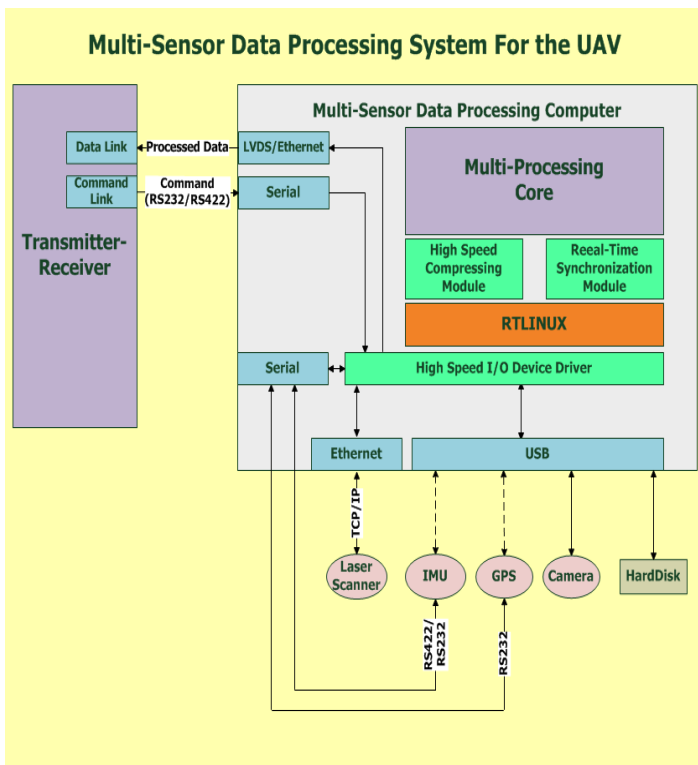 Multi-Sensor Data Processing System For the UAV
Multi-Sensor Data Processing Computer
Data Link
Processed Data
LVDS/Ethernet
Command
Link
Command
(RS232/RS422)
Serial
Transmitter-
Receiver
Multi-Processing
Core
High Speed
Compressing
Module
Reeal-Time
Synchronization
Module
RTLINUX
Serial
High Speed I/O Device Driver
Ethernet
USB
TCP/IP
Laser
Scanner
IMU
GPS
Camera
HardDisk
RS422/
RS232
RS232